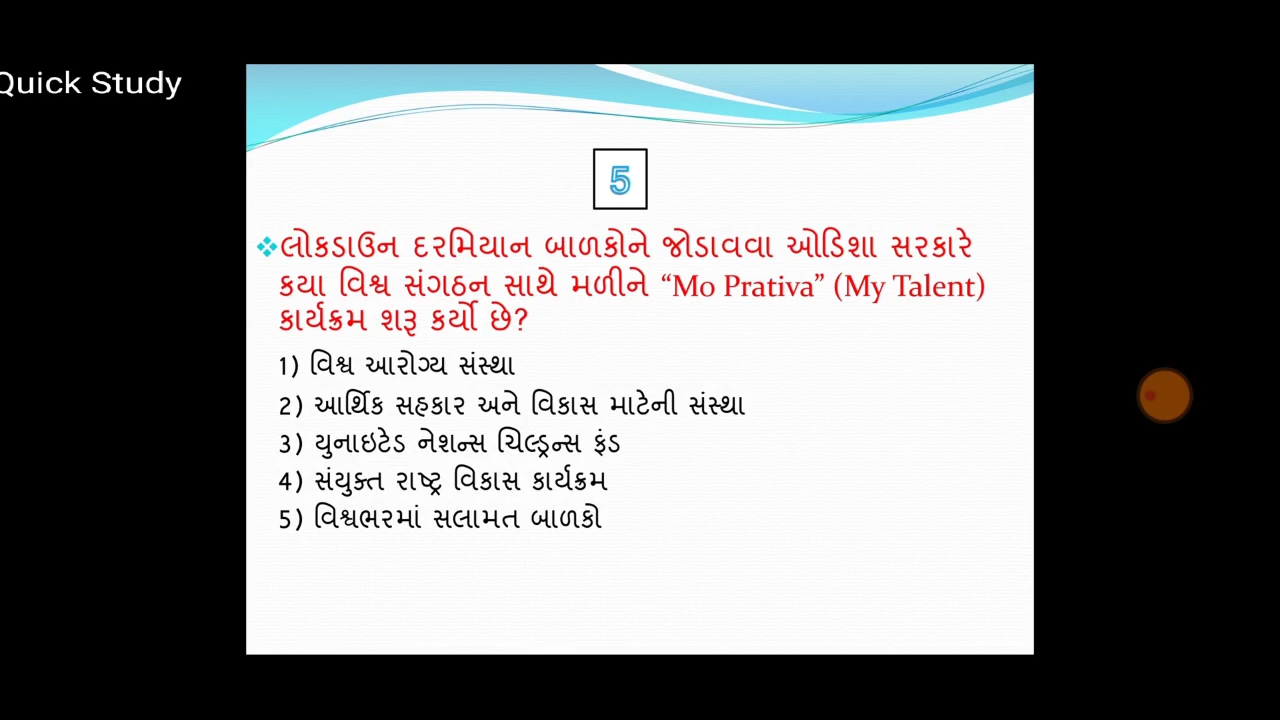 Quick Study
5
લોકડાઉન દરમિયાન બાળકોને જોડાવવા ઓડિશા સરકારે
કયા વિશ્વ સંગઠન સાથે મળીને “Mo Prativa” (My Talent)
કાર્યક્રમ શરૂ કર્યો છે?
1) વિશ્વ આરોગ્ય સંસ્થા
2) આર્થિક સહકાર અને વિકાસ માટેની સંસ્થા
3) યુનાઇટેડ નેશન્સ ચિલ્ડ્રન્સ ફંડ
4) સંયુક્ત રાષ્ટ્ર વિકાસ કાર્યક્રમ
5) વિશ્વભરમાં સલામત બાળકો